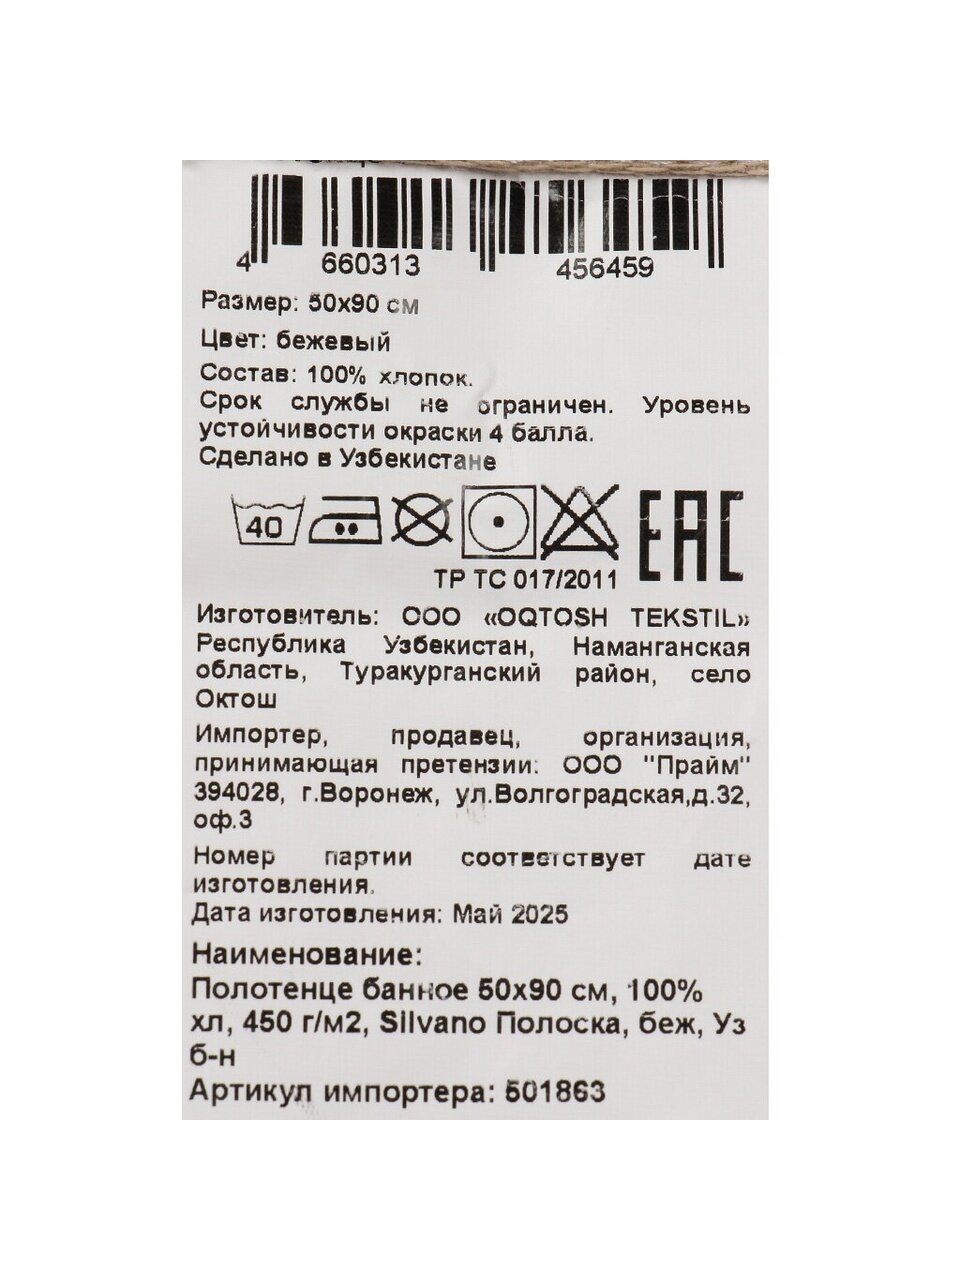 4 660313 456459
Размер: 50х90 см
Цвет: бежевый
Состав: 100% хлопок.
Срок службы не ограничен. Уровень
устойчивости окраски 4 балла.
Сделано в Узбекистане
40
EAC
ТР ТС 017/2011
Изготовитель: ООО «OQTOSH TEKSTIL»
Республика Узбекистан, Наманганская
область, Туракурганский район, село
Октош
Импортер, продавец, организация,
принимающая претензии: ООО "Прайм"
394028, г.Воронеж, ул.Волгоградская,д.32,
оф.3
Номер партии соответствует дате
изготовления.
Дата изготовления: Май 2025
Наименование:
Полотенце банное 50х90 см, 100%
хл, 450 г/м2, Silvano Полоска, беж, Уз
б-н
Артикул импортера: 501863